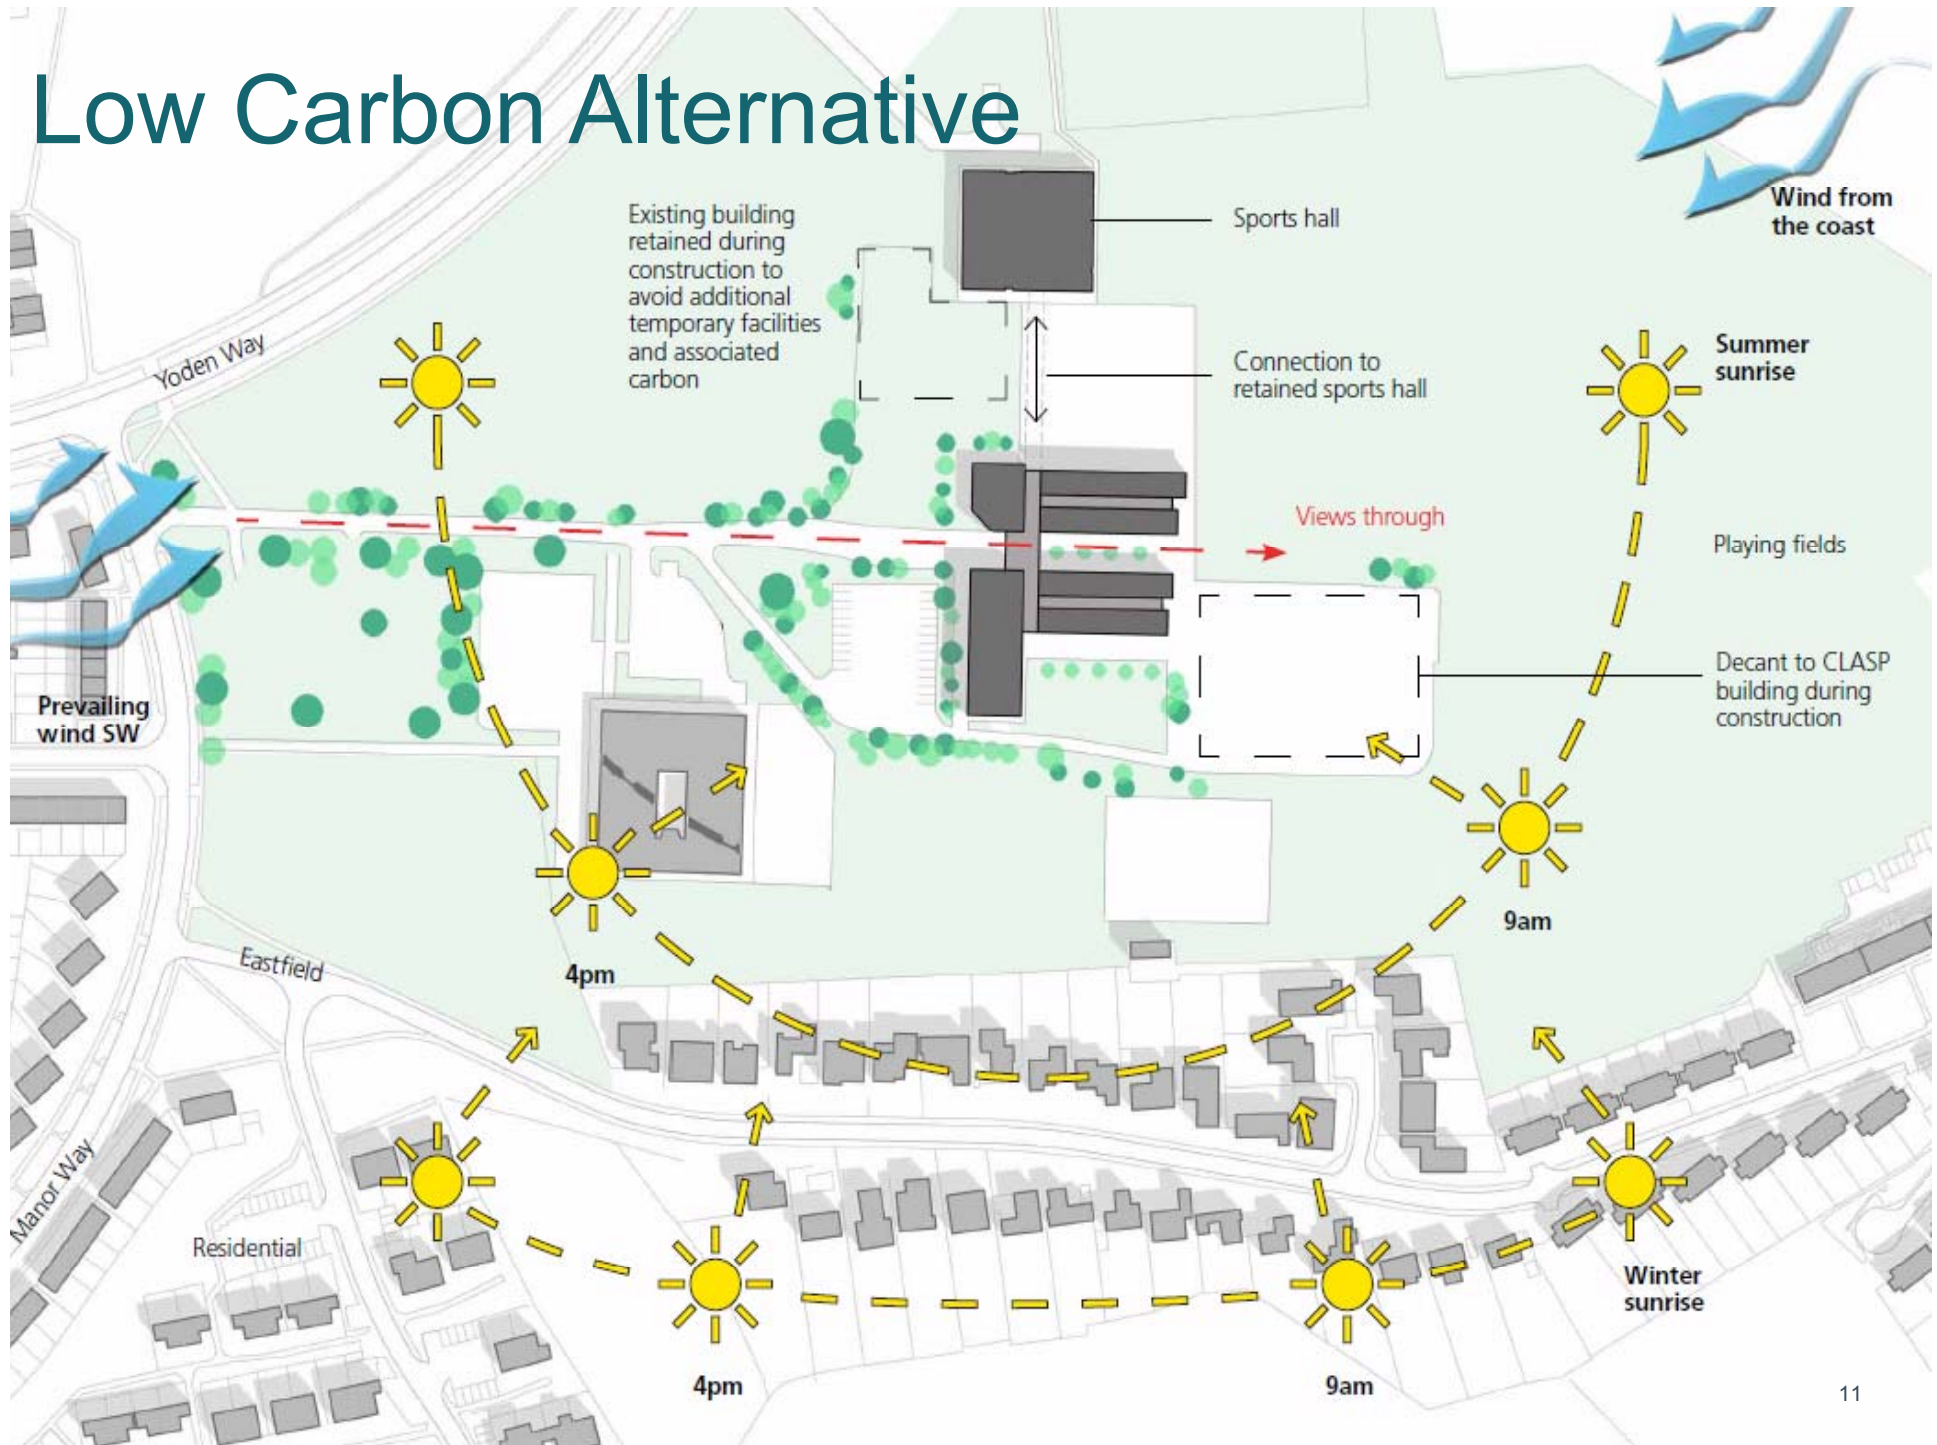 Low Carbon Alternative
Existing building
retained during
construction to
avoid additional
temporary facilities
and associated
carbon
Sports hall
Wind from
the coast
Connection to
retained sports hall
Summer
sunrise
Yoden Way
Views through
Playing fields
Decant to CLASP
building during
construction
Prevailing
wind SW
9am
4pm
Eastfield
Manor Way
Residential
Winter
sunrise
4pm
9am
11